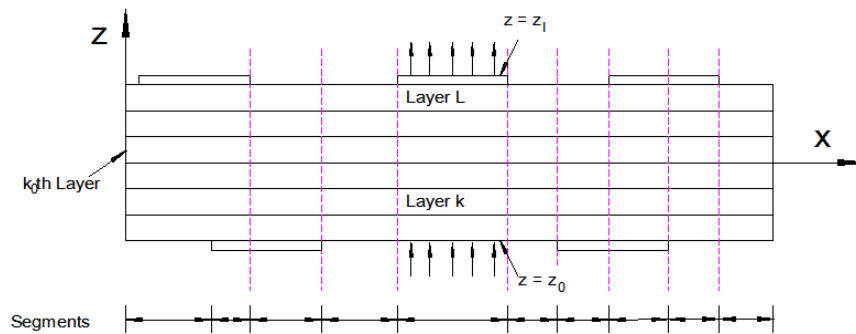 Z
z = z_l
Layer L
X
k_0th Layer
Layer k
z = z_0
Segments